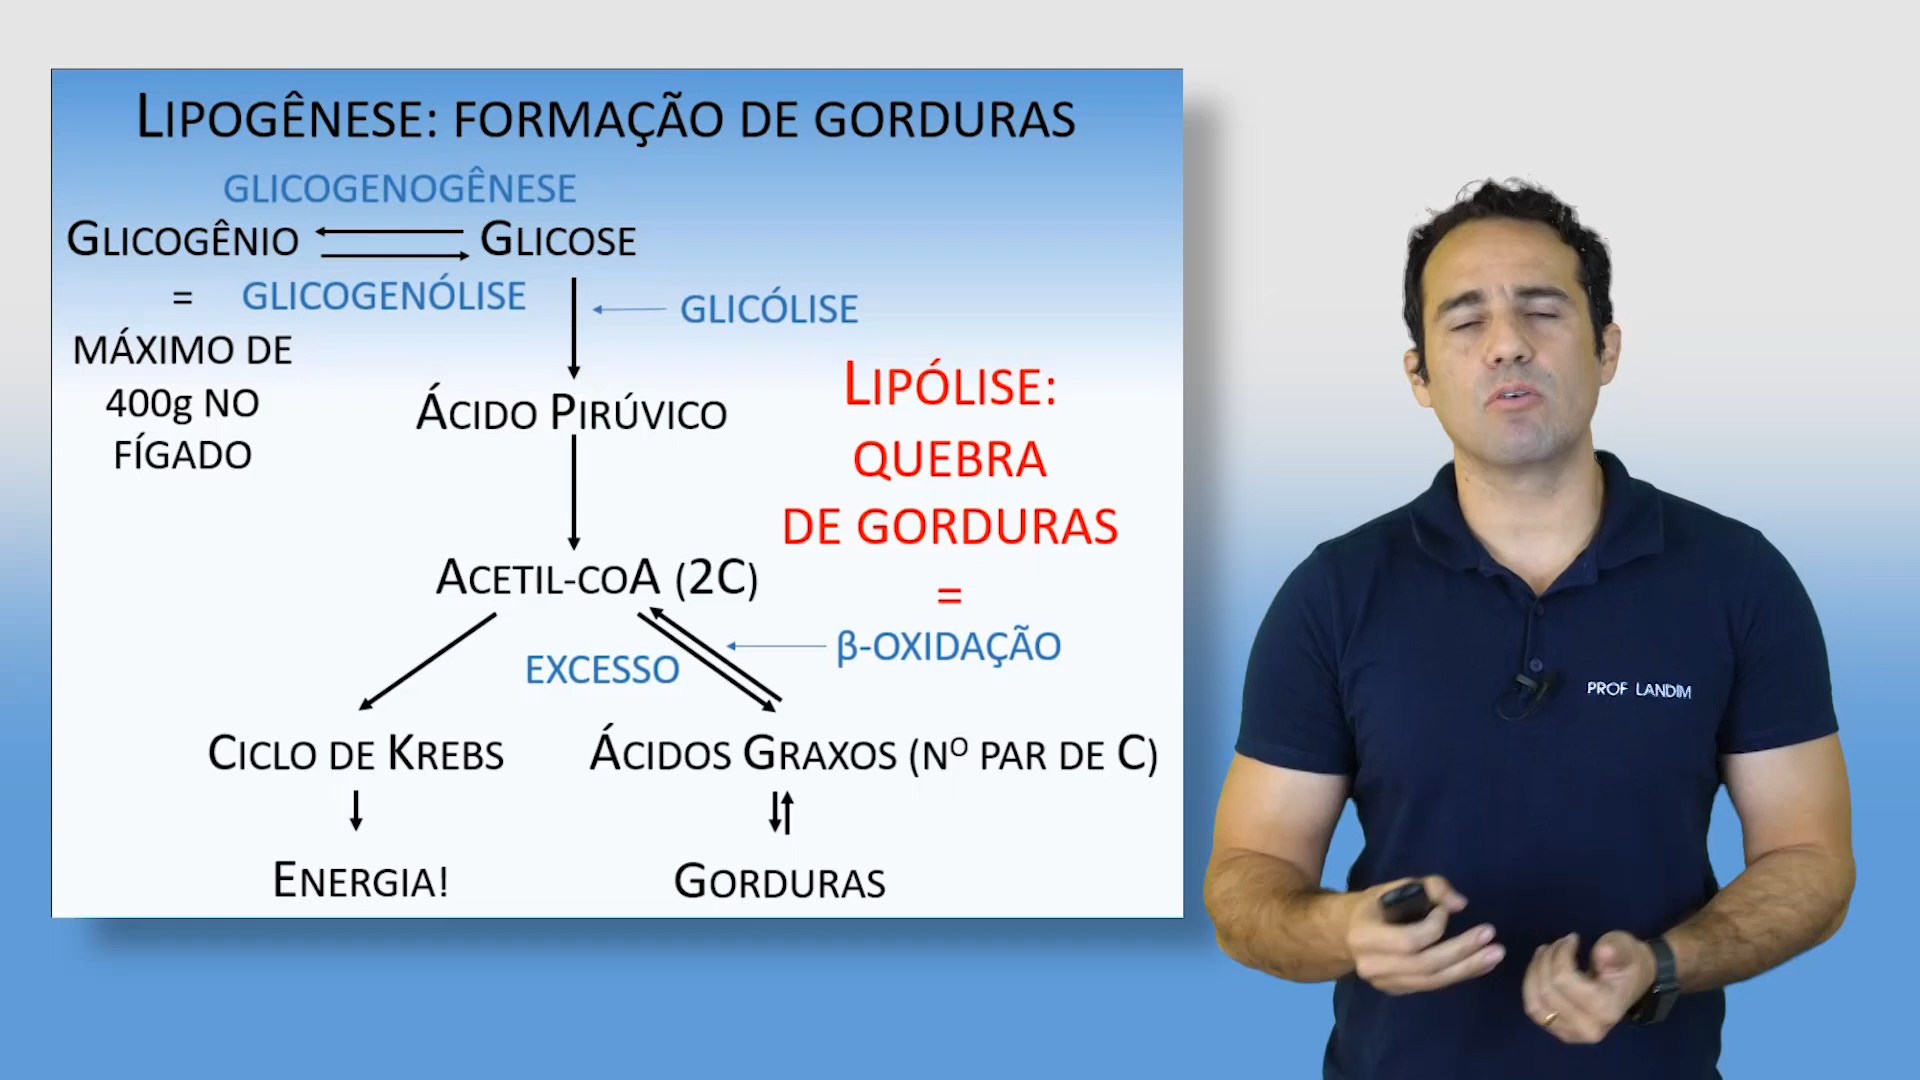 LIPOGÊNESE: FORMAÇÃO DE GORDURAS
GLICOGENOGÊNESE
GLICOGÊNIO GLICOSE
= GLICOGENÓLISE
GLICÓLISE
MÁXIMO DE
400g NO
FÍGADO
ÁCIDO PIRÚVICO
LIPÓLISE:
QUEBRA
DE GORDURAS
=
ACETIL-COA (2C)
EXCESSO
β-OXIDAÇÃO
CICLO DE KREBS
ÁCIDOS GRAXOS (Nº PAR DE C)
ENERGIA!
GORDURAS
PROF LANDIM